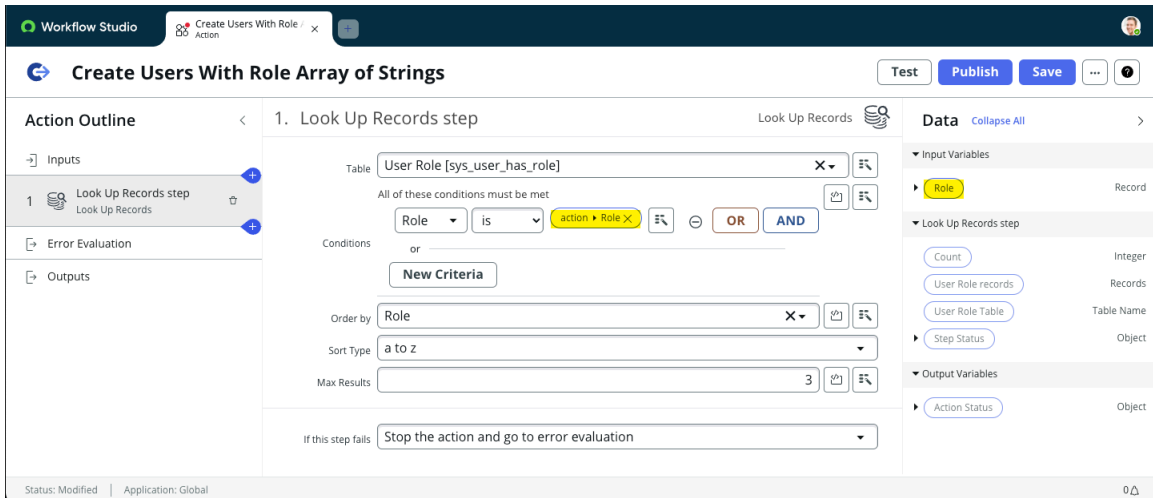 Workflow Studio
Create Users With Role
Action
Create Users With Role Array of Strings
Test
Publish
Save
Action Outline
Inputs
1
Look Up Records step
Look Up Records
Error Evaluation
Outputs
1. Look Up Records step
Look Up Records
Table
User Role [sys_user_has_role]
All of these conditions must be met
Conditions
Role
is
action ▸ Role
OR
AND
or
New Criteria
Order by
Role
Sort Type
a to z
Max Results
3
If this step fails
Stop the action and go to error evaluation
Data
Collapse All
Input Variables
Role
Record
Look Up Records step
Count
Integer
User Role records
Records
User Role Table
Table Name
Step Status
Object
Output Variables
Action Status
Object
Status: Modified
Application: Global
0